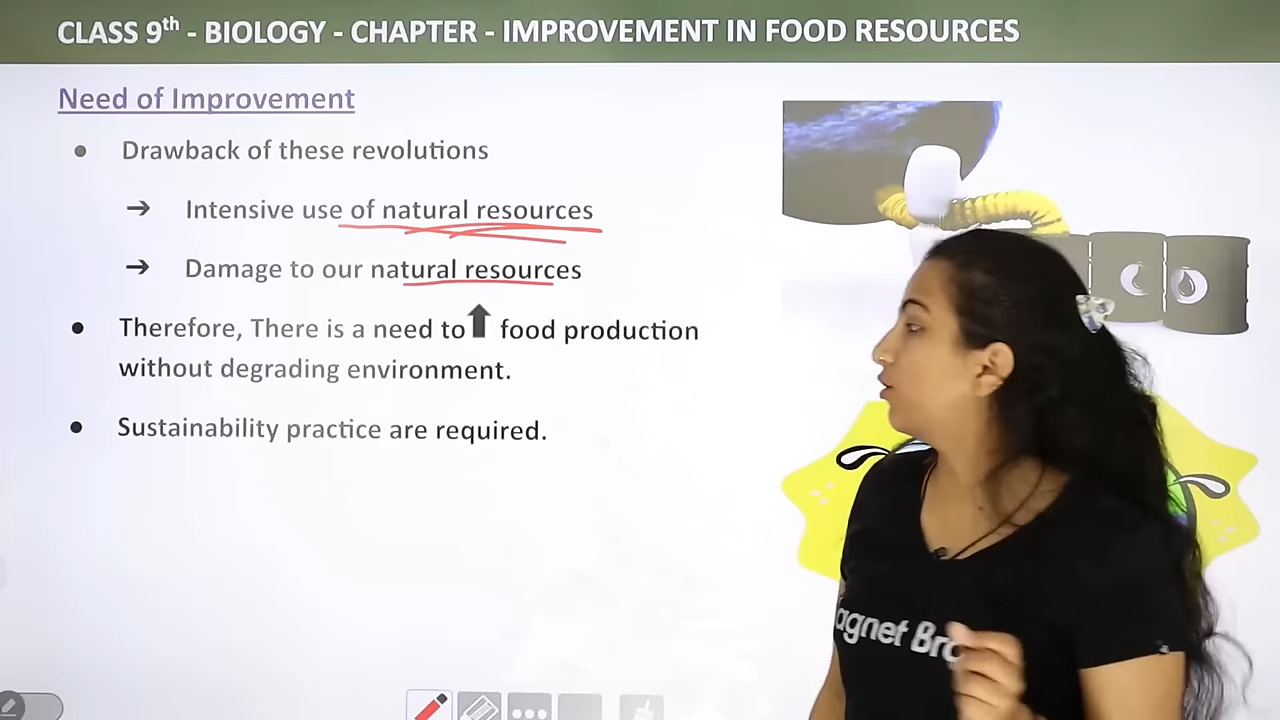 CLASS 9th - BIOLOGY - CHAPTER - IMPROVEMENT IN FOOD RESOURCES
Need of Improvement
● Drawback of these revolutions
➔ Intensive use of natural resources
➔ Damage to our natural resources
● Therefore, There is a need to ⬆ food production
without degrading environment.
● Sustainability practice are required.
agnet Bra